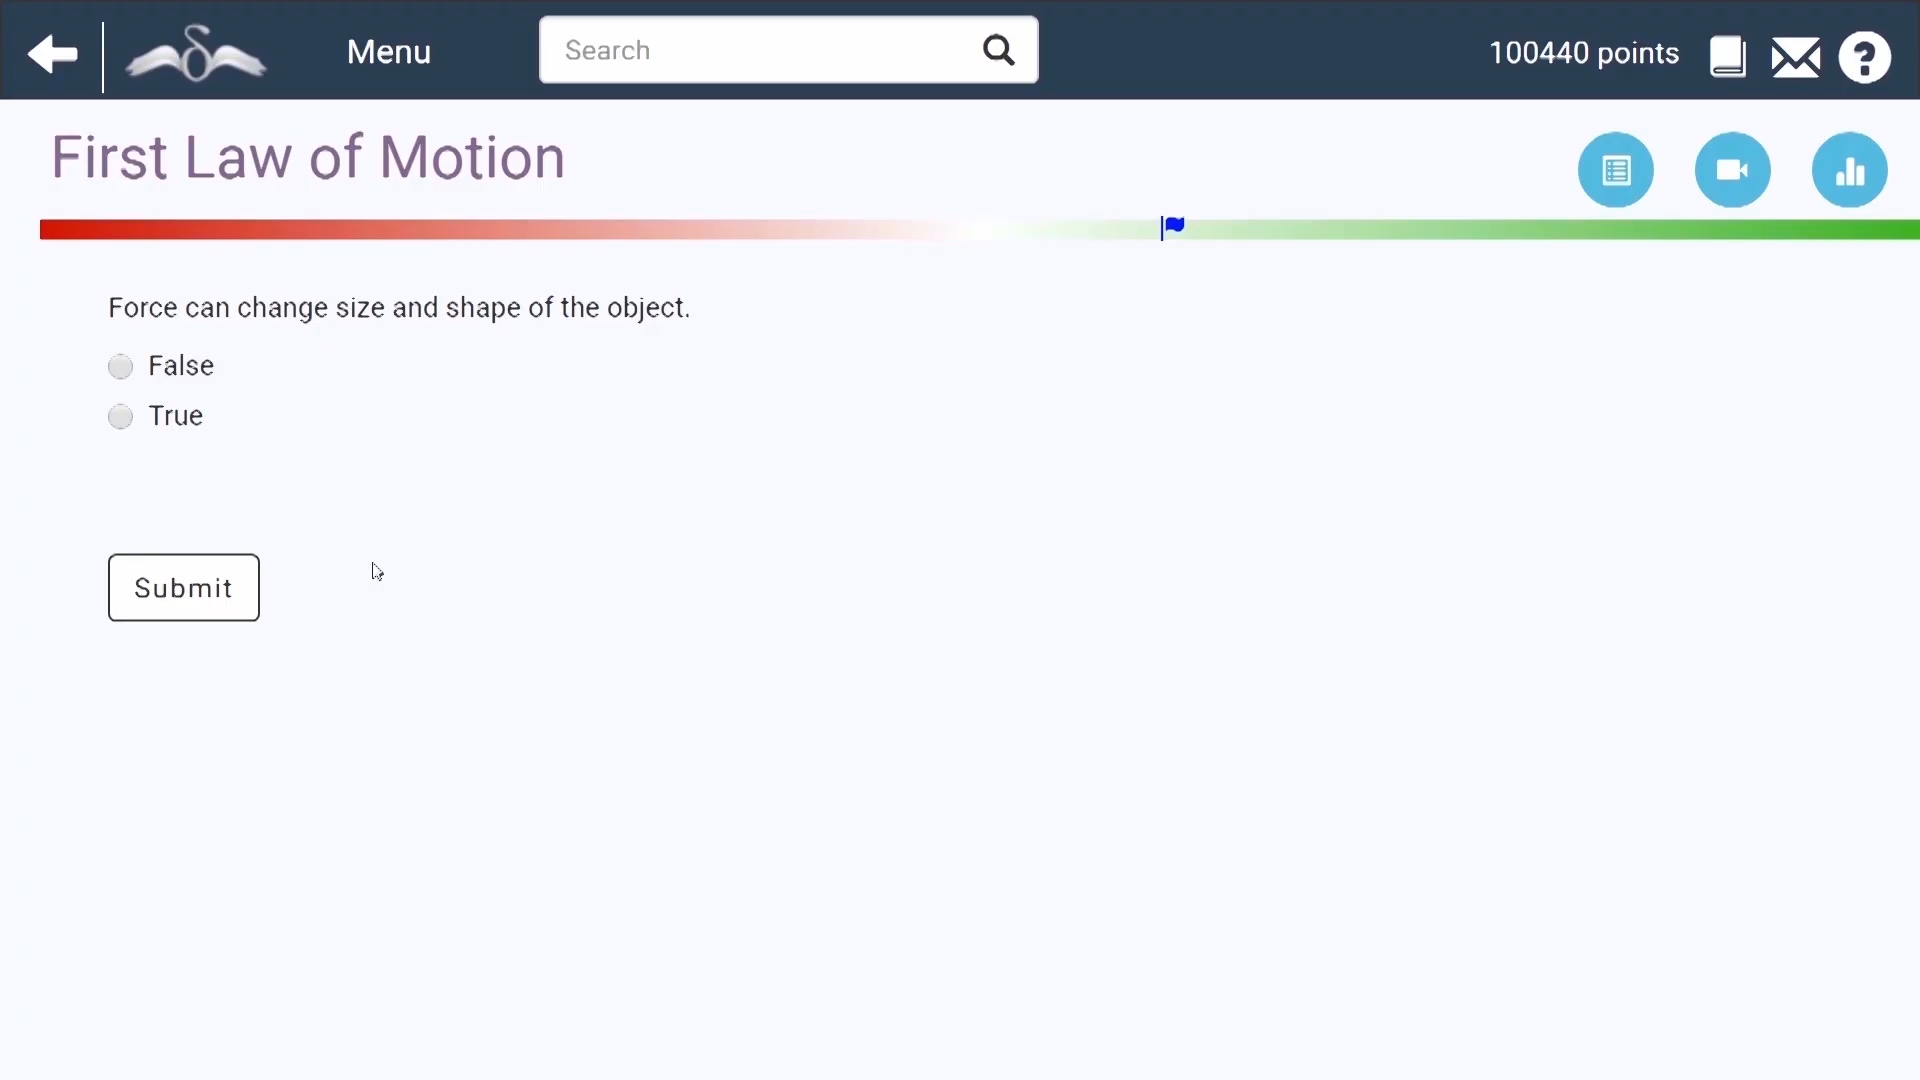 Menu
Search
100440 points
First Law of Motion
Force can change size and shape of the object.
False
True
Submit